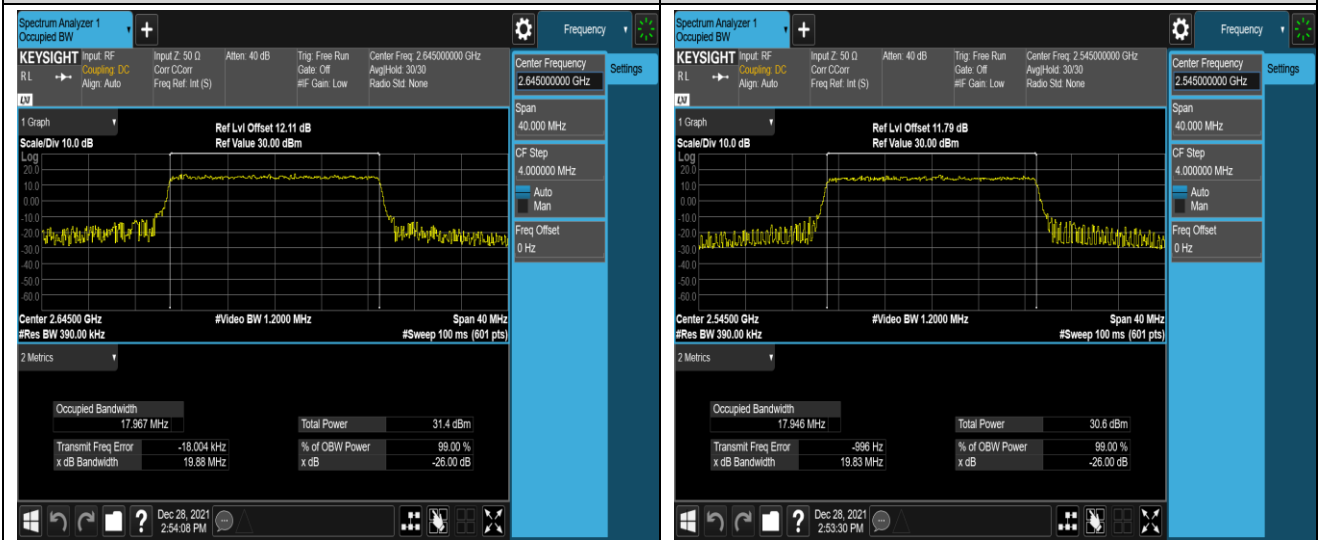 Spectrum Analyzer 1
Occupied BW
+
Frequency
KEYSIGHT Input: RF Input Z: 50 Ω Atten: 40 dB Trig: Free Run Center Freq: 2.645000000 GHz
RL Coupling: DC Corr CCorr Gate: Off Avg|Hold: 30/30
Align: Auto Freq Ref: Int (S) #IF Gain: Low Radio Std: None
LXI
Center Frequency
2.645000000 GHz
Settings
Span
40.000 MHz
CF Step
4.000000 MHz
Auto
Man
Freq Offset
0 Hz
1 Graph
Ref Lvl Offset 12.11 dB
Scale/Div 10.0 dB Ref Value 30.00 dBm
Log
20.0
10.0
0.00
-10.0
-20.0
-30.0
-40.0
-50.0
-60.0
Center 2.64500 GHz #Video BW 1.2000 MHz Span 40 MHz
#Res BW 390.00 kHz #Sweep 100 ms (601 pts)
2 Metrics
Occupied Bandwidth
17.967 MHz Total Power 31.4 dBm
Transmit Freq Error -18.004 kHz % of OBW Power 99.00 %
x dB Bandwidth 19.88 MHz x dB -26.00 dB
? Dec 28, 2021
2:54:08 PM
Spectrum Analyzer 1
Occupied BW
+
Frequency
KEYSIGHT Input: RF Input Z: 50 Ω Atten: 40 dB Trig: Free Run Center Freq: 2.545000000 GHz
RL Coupling: DC Corr CCorr Gate: Off Avg|Hold: 30/30
Align: Auto Freq Ref: Int (S) #IF Gain: Low Radio Std: None
LXI
Center Frequency
2.545000000 GHz
Settings
Span
40.000 MHz
CF Step
4.000000 MHz
Auto
Man
Freq Offset
0 Hz
1 Graph
Ref Lvl Offset 11.79 dB
Scale/Div 10.0 dB Ref Value 30.00 dBm
Log
20.0
10.0
0.00
-10.0
-20.0
-30.0
-40.0
-50.0
-60.0
Center 2.54500 GHz #Video BW 1.2000 MHz Span 40 MHz
#Res BW 390.00 kHz #Sweep 100 ms (601 pts)
2 Metrics
Occupied Bandwidth
17.946 MHz Total Power 30.6 dBm
Transmit Freq Error -996 Hz % of OBW Power 99.00 %
x dB Bandwidth 19.83 MHz x dB -26.00 dB
? Dec 28, 2021
2:53:30 PM